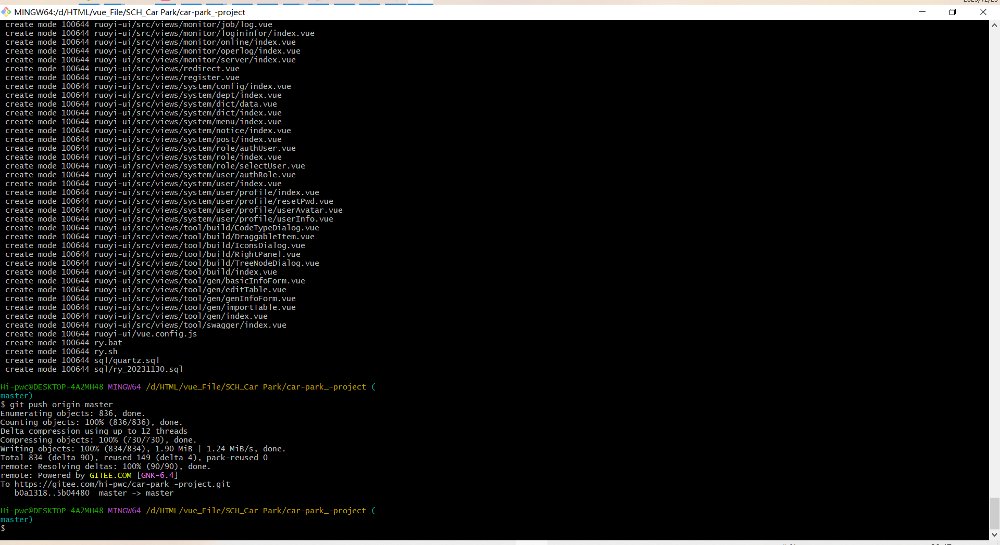 MINGW64:/d/HTML/vue_File/SCH_Car Park/car-park_-project
create mode 100644 ruoyi-ui/src/views/monitor/job/log.vue
create mode 100644 ruoyi-ui/src/views/monitor/logininfor/index.vue
create mode 100644 ruoyi-ui/src/views/monitor/online/index.vue
create mode 100644 ruoyi-ui/src/views/monitor/operlog/index.vue
create mode 100644 ruoyi-ui/src/views/monitor/server/index.vue
create mode 100644 ruoyi-ui/src/views/redirect.vue
create mode 100644 ruoyi-ui/src/views/register.vue
create mode 100644 ruoyi-ui/src/views/system/config/index.vue
create mode 100644 ruoyi-ui/src/views/system/dept/index.vue
create mode 100644 ruoyi-ui/src/views/system/dict/data.vue
create mode 100644 ruoyi-ui/src/views/system/dict/index.vue
create mode 100644 ruoyi-ui/src/views/system/menu/index.vue
create mode 100644 ruoyi-ui/src/views/system/notice/index.vue
create mode 100644 ruoyi-ui/src/views/system/post/index.vue
create mode 100644 ruoyi-ui/src/views/system/role/authUser.vue
create mode 100644 ruoyi-ui/src/views/system/role/index.vue
create mode 100644 ruoyi-ui/src/views/system/role/selectUser.vue
create mode 100644 ruoyi-ui/src/views/system/user/authRole.vue
create mode 100644 ruoyi-ui/src/views/system/user/index.vue
create mode 100644 ruoyi-ui/src/views/system/user/profile/index.vue
create mode 100644 ruoyi-ui/src/views/system/user/profile/resetPwd.vue
create mode 100644 ruoyi-ui/src/views/system/user/profile/userAvatar.vue
create mode 100644 ruoyi-ui/src/views/system/user/profile/userInfo.vue
create mode 100644 ruoyi-ui/src/views/tool/build/CodeTypeDialog.vue
create mode 100644 ruoyi-ui/src/views/tool/build/DraggableItem.vue
create mode 100644 ruoyi-ui/src/views/tool/build/IconsDialog.vue
create mode 100644 ruoyi-ui/src/views/tool/build/RightPanel.vue
create mode 100644 ruoyi-ui/src/views/tool/build/TreeNodeDialog.vue
create mode 100644 ruoyi-ui/src/views/tool/build/index.vue
create mode 100644 ruoyi-ui/src/views/tool/gen/basicInfoForm.vue
create mode 100644 ruoyi-ui/src/views/tool/gen/editTable.vue
create mode 100644 ruoyi-ui/src/views/tool/gen/genInfoForm.vue
create mode 100644 ruoyi-ui/src/views/tool/gen/importTable.vue
create mode 100644 ruoyi-ui/src/views/tool/gen/index.vue
create mode 100644 ruoyi-ui/src/views/tool/swagger/index.vue
create mode 100644 ruoyi-ui/vue.config.js
create mode 100644 ry.bat
create mode 100644 ry.sh
create mode 100644 sql/quartz.sql
create mode 100644 sql/ry_20231130.sql
Hi-pwc@DESKTOP-4A2MH48 MINGW64 /d/HTML/vue_File/SCH_Car Park/car-park_-project (
master)
$ git push origin master
Enumerating objects: 836, done.
Counting objects: 100% (836/836), done.
Delta compression using up to 12 threads
Compressing objects: 100% (730/730), done.
Writing objects: 100% (834/834), 1.90 MiB | 1.24 MiB/s, done.
Total 834 (delta 90), reused 149 (delta 4), pack-reused 0
remote: Resolving deltas: 100% (90/90), done.
remote: Powered by GITEE.COM [GNK-6.4]
To https://gitee.com/hi-pwc/car-park_-project.git
b0a1318..5b04480  master -> master
Hi-pwc@DESKTOP-4A2MH48 MINGW64 /d/HTML/vue_File/SCH_Car Park/car-park_-project (
master)
$